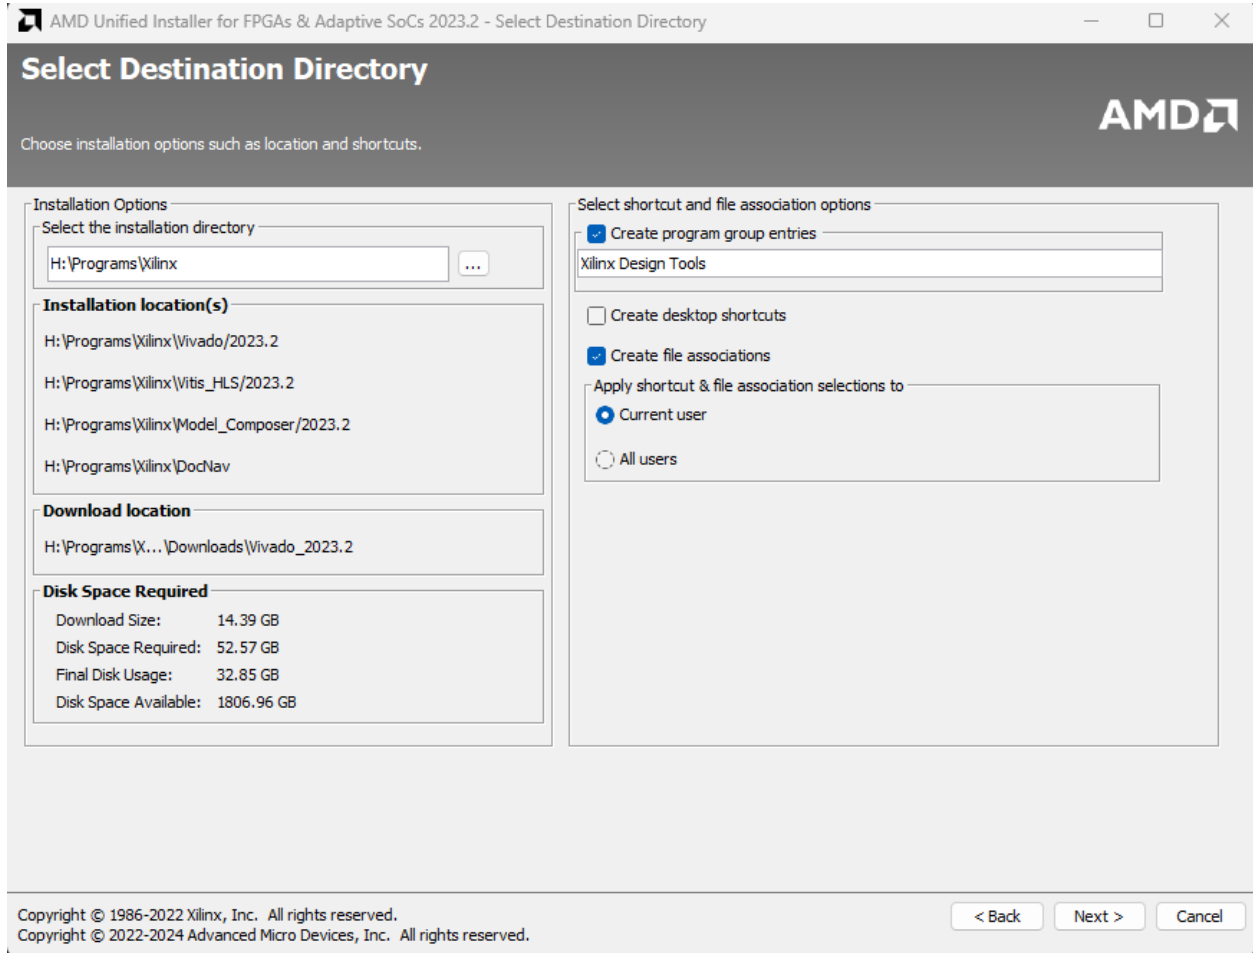 AMD Unified Installer for FPGAs & Adaptive SoCs 2023.2 - Select Destination Directory
Select Destination Directory
AMD
Choose installation options such as location and shortcuts.
Installation Options
Select the installation directory
H:\Programs\Xilinx
...
Installation location(s)
H:\Programs\Xilinx\Vivado/2023.2
H:\Programs\Xilinx\Vitis_HLS/2023.2
H:\Programs\Xilinx\Model_Composer/2023.2
H:\Programs\Xilinx\DocNav
Download location
H:\Programs\X...\Downloads\Vivado_2023.2
Disk Space Required
Download Size: 14.39 GB
Disk Space Required: 52.57 GB
Final Disk Usage: 32.85 GB
Disk Space Available: 1806.96 GB
Select shortcut and file association options
Create program group entries
Xilinx Design Tools
Create desktop shortcuts
Create file associations
Apply shortcut & file association selections to
Current user
All users
Copyright © 1986-2022 Xilinx, Inc. All rights reserved.
Copyright © 2022-2024 Advanced Micro Devices, Inc. All rights reserved.
< Back Next > Cancel